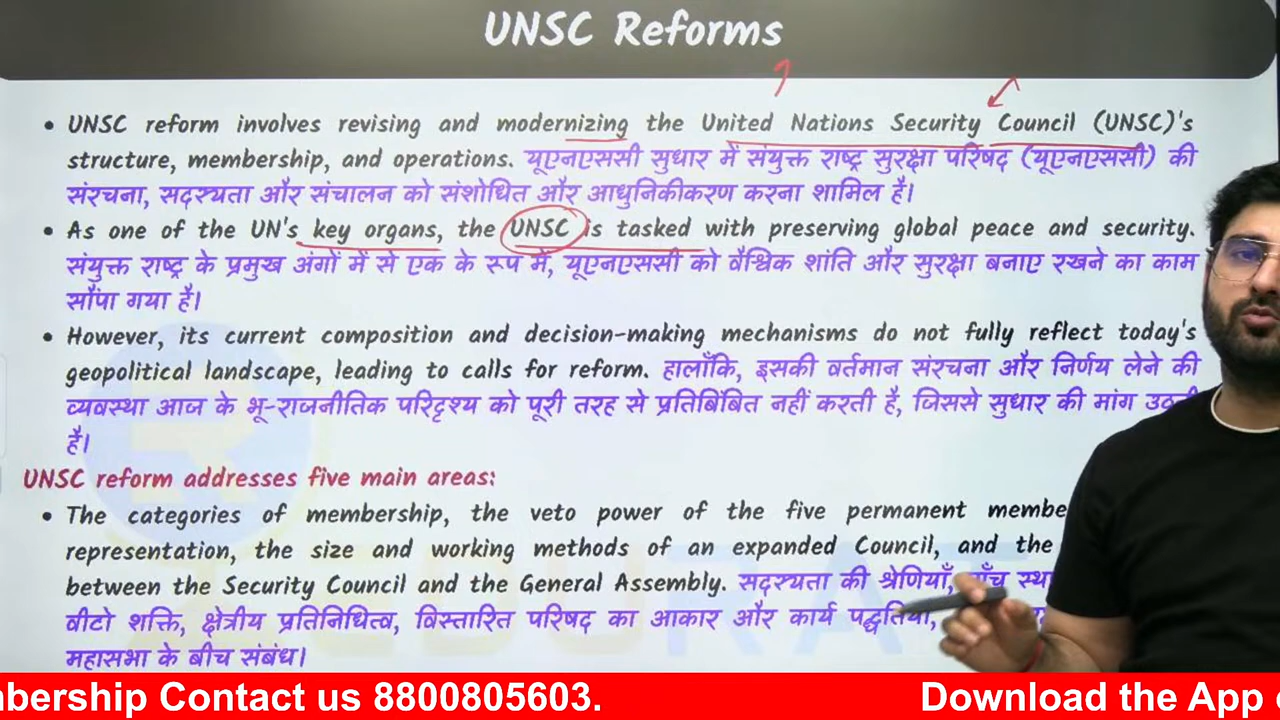 UNSC Reforms
• UNSC reform involves revising and modernizing the United Nations Security Council (UNSC)'s
structure, membership, and operations. यूएनएससी सुधार में संयुक्त राष्ट्र सुरक्षा परिषद (यूएनएससी) की
संरचना, सदस्यता और संचालन को संशोधित और आधुनिकीकरण करना शामिल है।
• As one of the UN's key organs, the UNSC is tasked with preserving global peace and security.
संयुक्त राष्ट्र के प्रमुख अंगों में से एक के रूप में, यूएनएससी को वैश्विक शांति और सुरक्षा बनाए रखने का काम
सौंपा गया है।
• However, its current composition and decision-making mechanisms do not fully reflect today's
geopolitical landscape, leading to calls for reform. हालाँकि, इसकी वर्तमान संरचना और निर्णय लेने की
व्यवस्था आज के भू-राजनीतिक परिदृश्य को पूरी तरह से प्रतिबिंबित नहीं करती है, जिससे सुधार की मांग
है।
UNSC reform addresses five main areas:
• The categories of membership, the veto power of the five permanent
representation, the size and working methods of an expanded Council, and the
between the Security Council and the General Assembly. सदस्यता की श्रेणियाँ,
वीटो शक्ति, क्षेत्रीय प्रतिनिधित्व, विस्तारित परिषद का आकार और कार्य
महासभा के बीच संबंध।
Contact us 8800805603. Download the App